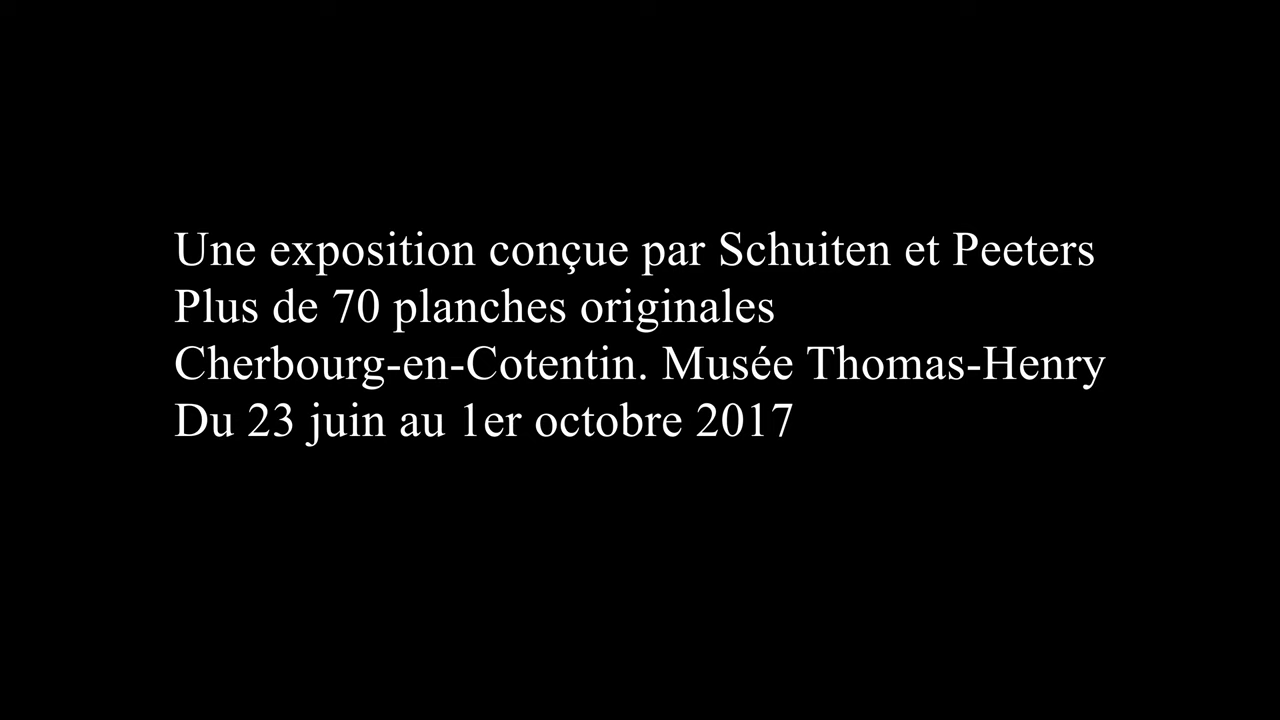 Une exposition conçue par Schuiten et Peeters
Plus de 70 planches originales
Cherbourg-en-Cotentin. Musée Thomas-Henry
Du 23 juin au 1er octobre 2017